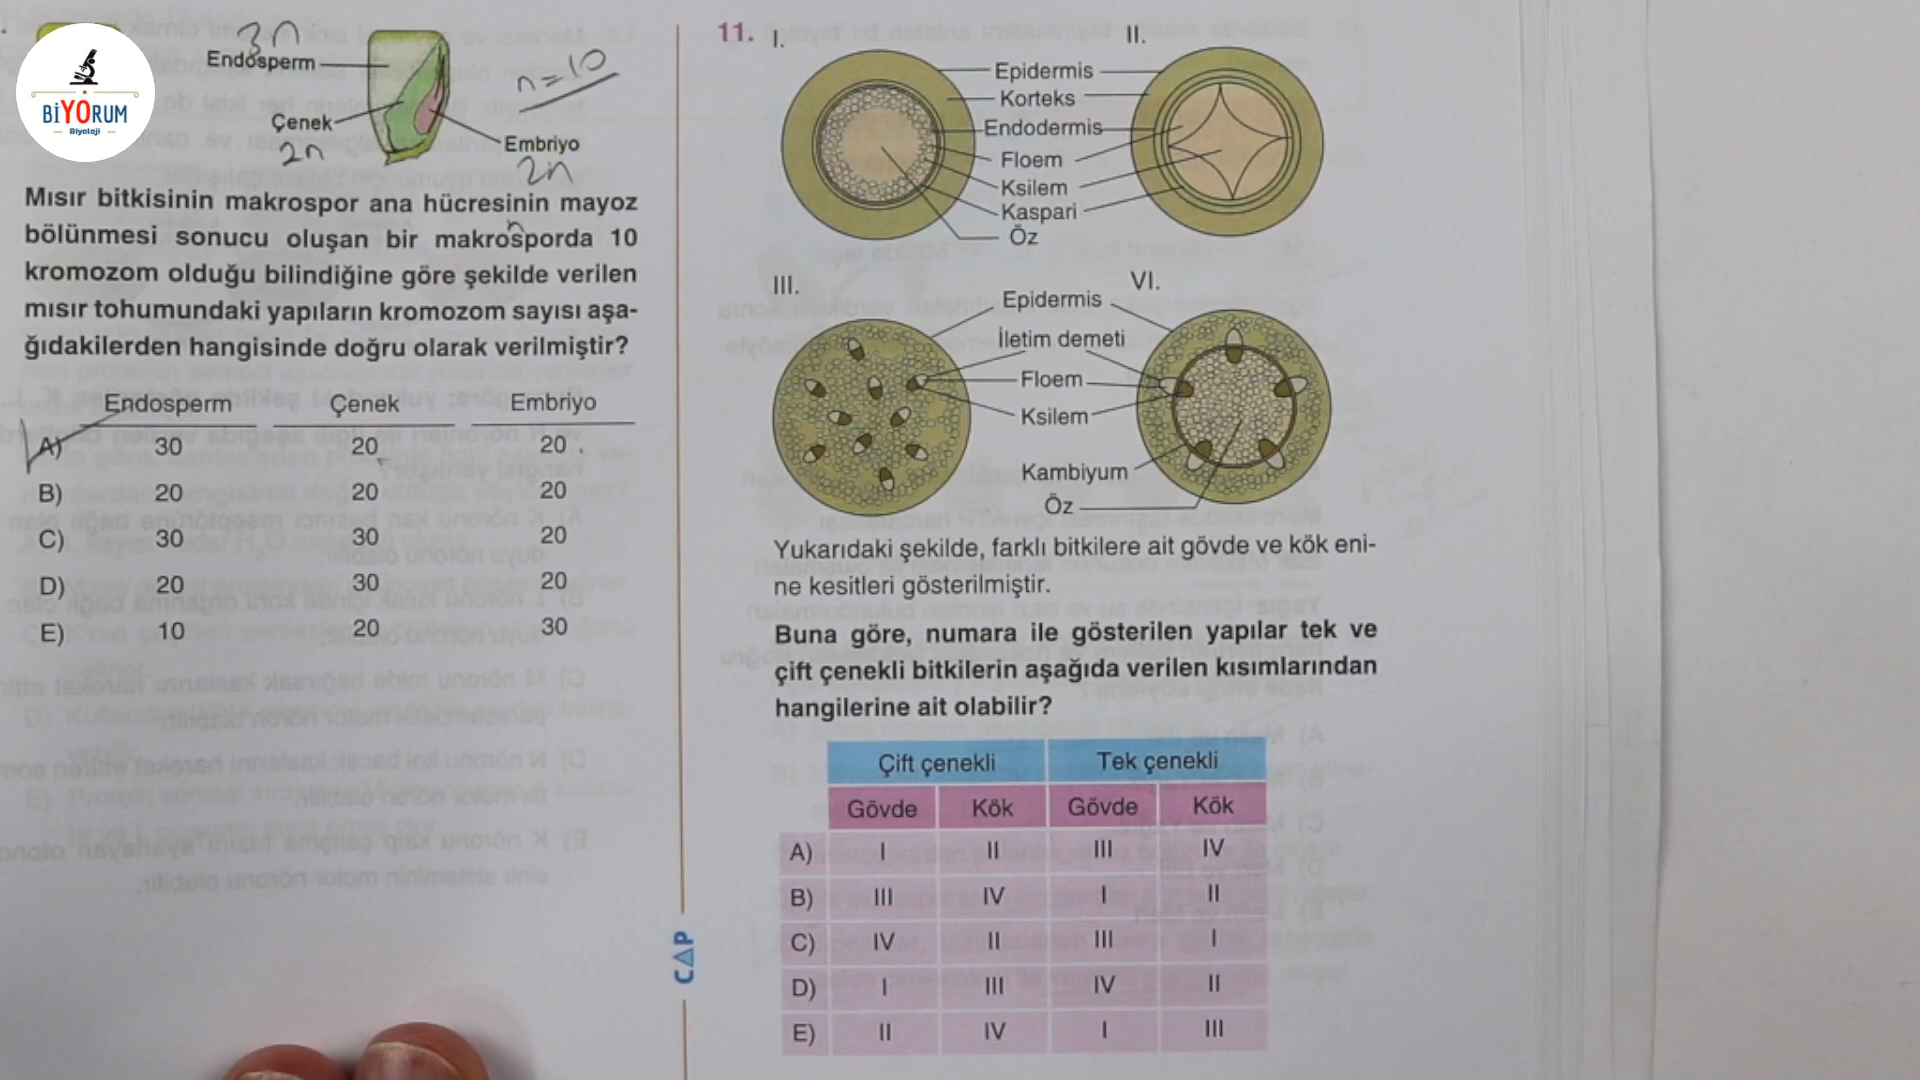 BİYORUM
Biyoloji
3n
Endosperm
n=10
Çenek
2n
Embriyo
2n
Mısır bitkisinin makrospor ana hücresinin mayoz
bölünmesi sonucu oluşan bir makrosporda 10
n
kromozom olduğu bilindiğine göre şekilde verilen
mısır tohumundaki yapıların kromozom sayısı aşa-
ğıdakilerden hangisinde doğru olarak verilmiştir?
Endosperm Çenek Embriyo
A) 30 20 20
B) 20 20 20
C) 30 30 20
D) 20 30 20
E) 10 20 30
CAP
11. I. II.
Epidermis
Korteks
Endodermis
Floem
Ksilem
Kaspari
Öz
III. VI.
Epidermis
İletim demeti
Floem
Ksilem
Kambiyum
Öz
Yukarıdaki şekilde, farklı bitkilere ait gövde ve kök eni-
ne kesitleri gösterilmiştir.
Buna göre, numara ile gösterilen yapılar tek ve
çift çenekli bitkilerin aşağıda verilen kısımlarından
hangilerine ait olabilir?
Çift çenekli Tek çenekli
Gövde Kök Gövde Kök
A) I II III IV
B) III IV I II
C) IV II III I
D) I III IV II
E) II IV I III